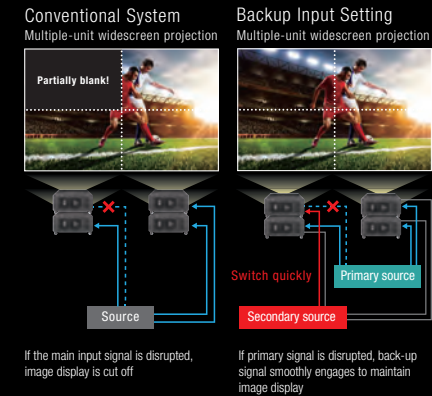 Conventional System
Multiple-unit widescreen projection
Partially blank!
Source
If the main input signal is disrupted,
image display is cut off
Backup Input Setting
Multiple-unit widescreen projection
Switch quickly
Primary source
Secondary source
If primary signal is disrupted, back-up
signal smoothly engages to maintain
image display